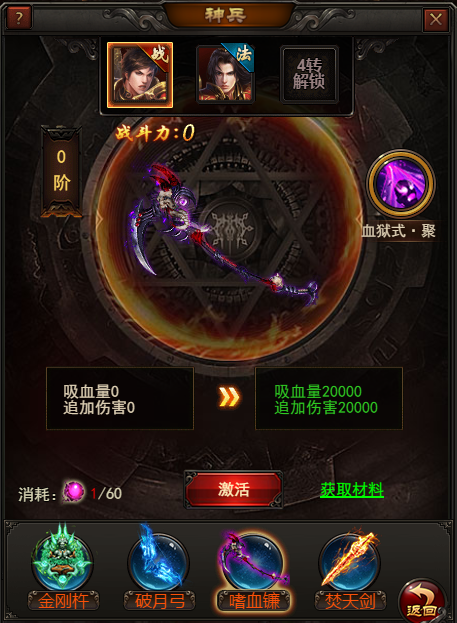 ?
神兵
×
战
法
4转
解锁
战斗力:0
0
阶
血狱式·聚
吸血量0
追加伤害0
吸血量20000
追加伤害20000
消耗:
1/60
激活
获取材料
金刚杵
破月弓
嗜血镰
焚天剑
返回